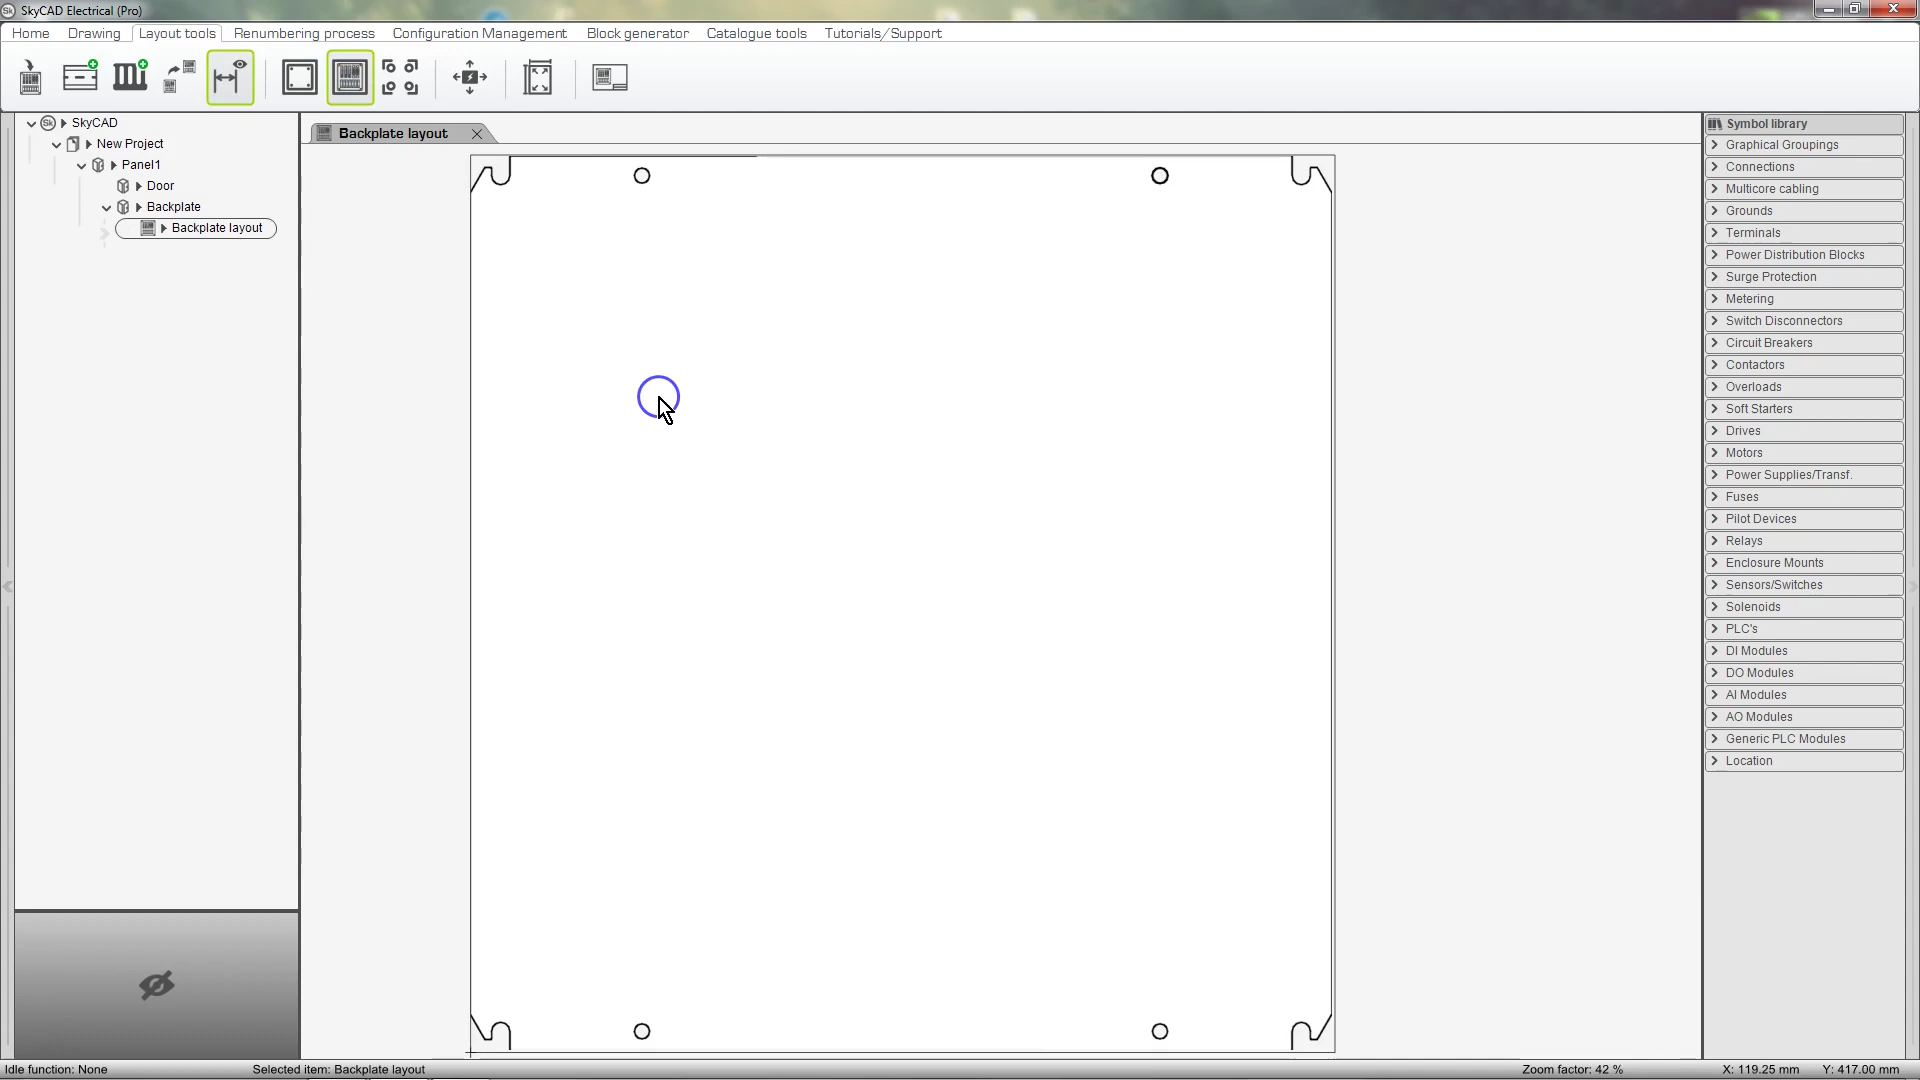 SkyCAD Electrical (Pro)
Home Drawing Layout tools Renumbering process Configuration Management Block generator Catalogue tools Tutorials/Support
SkyCAD
New Project
Panel1
Door
Backplate
Backplate layout
Backplate layout
Symbol library
Graphical Groupings
Connections
Multicore cabling
Grounds
Terminals
Power Distribution Blocks
Surge Protection
Metering
Switch Disconnectors
Circuit Breakers
Contactors
Overloads
Soft Starters
Drives
Motors
Power Supplies/Transf.
Fuses
Pilot Devices
Relays
Enclosure Mounts
Sensors/Switches
Solenoids
PLC's
DI Modules
DO Modules
AI Modules
AO Modules
Generic PLC Modules
Location
Idle function: None Selected item: Backplate layout Zoom factor: 42 % X: 119.25 mm Y: 417.00 mm